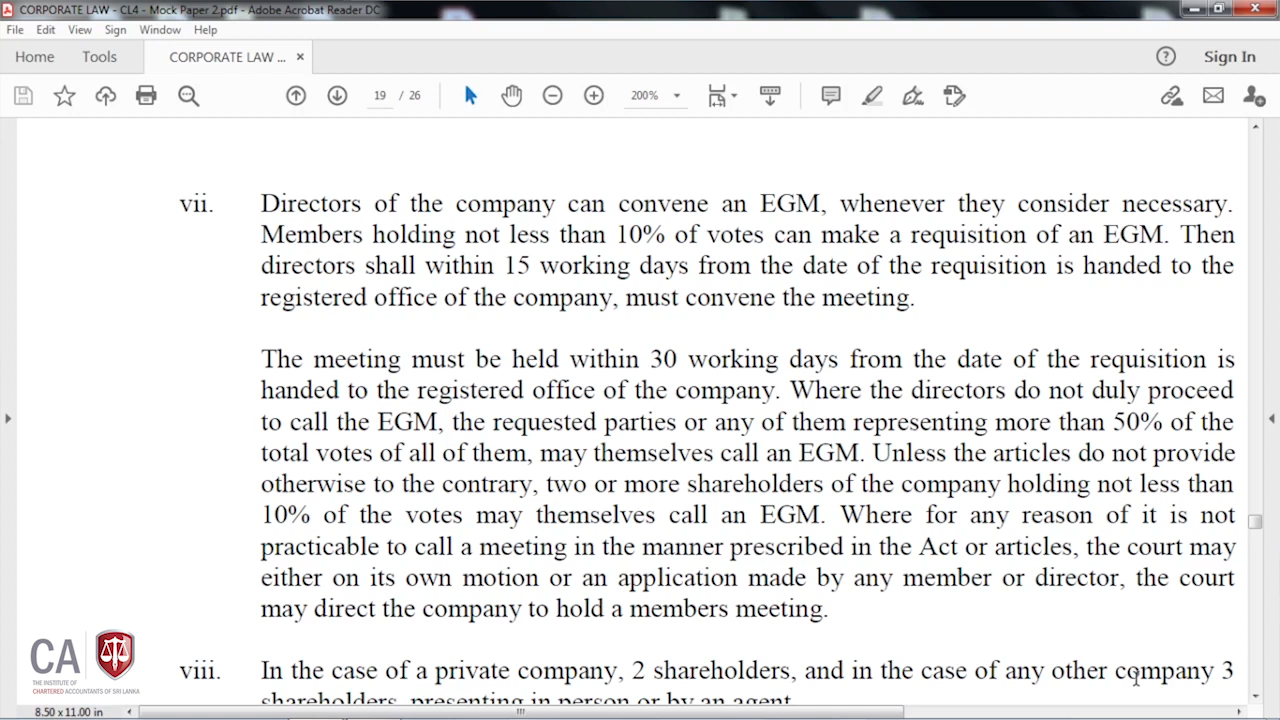 CORPORATE LAW - CL4 - Mock Paper 2.pdf - Adobe Acrobat Reader DC
File Edit View Sign Window Help
Home Tools CORPORATE LAW ... × Sign In
19 / 26 200%
vii. Directors of the company can convene an EGM, whenever they consider necessary.
Members holding not less than 10% of votes can make a requisition of an EGM. Then
directors shall within 15 working days from the date of the requisition is handed to the
registered office of the company, must convene the meeting.
The meeting must be held within 30 working days from the date of the requisition is
handed to the registered office of the company. Where the directors do not duly proceed
to call the EGM, the requested parties or any of them representing more than 50% of the
total votes of all of them, may themselves call an EGM. Unless the articles do not provide
otherwise to the contrary, two or more shareholders of the company holding not less than
10% of the votes may themselves call an EGM. Where for any reason of it is not
practicable to call a meeting in the manner prescribed in the Act or articles, the court may
either on its own motion or an application made by any member or director, the court
may direct the company to hold a members meeting.
viii. In the case of a private company, 2 shareholders, and in the case of any other company 3
shareholders, presenting in person or by an agent
CA
THE INSTITUTE OF
CHARTERED ACCOUNTANTS OF SRI LANKA
8.50 x 11.00 in